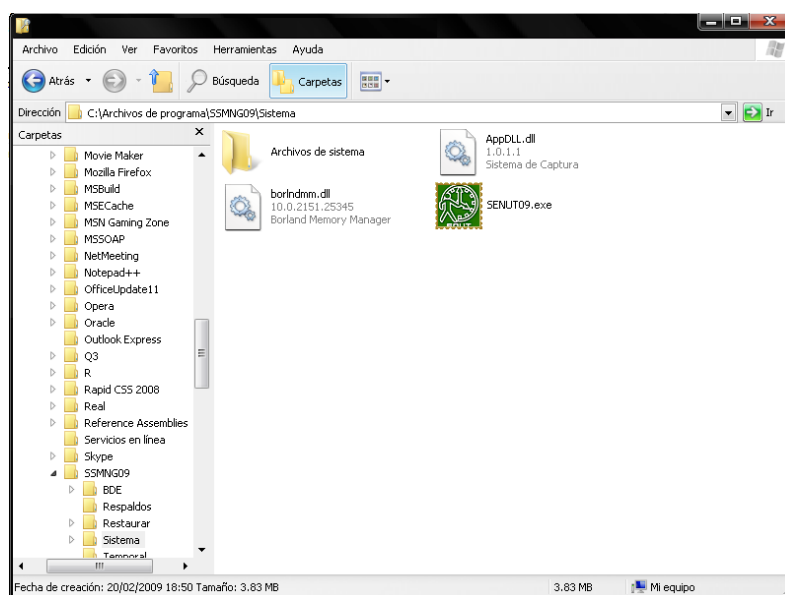 Archivo Edición Ver Favoritos Herramientas Ayuda
Atrás Búsqueda Carpetas
Dirección C:\Archivos de programa\SSMNG09\Sistema Ir
Carpetas
Movie Maker
Mozilla Firefox
MSBuild
MSECache
MSN Gaming Zone
MSSOAP
NetMeeting
Notepad++
OfficeUpdate11
Opera
Oracle
Outlook Express
Q3
R
Rapid CSS 2008
Real
Reference Assemblies
Servicios en línea
Skype
SSMNG09
BDE
Respaldos
Restaurar
Sistema
Temporal
Archivos de sistema
AppDLL.dll
1.0.1.1
Sistema de Captura
borlndmm.dll
10.0.2151.25345
Borland Memory Manager
SENUT09.exe
Fecha de creación: 20/02/2009 18:50 Tamaño: 3.83 MB
3.83 MB
Mi equipo